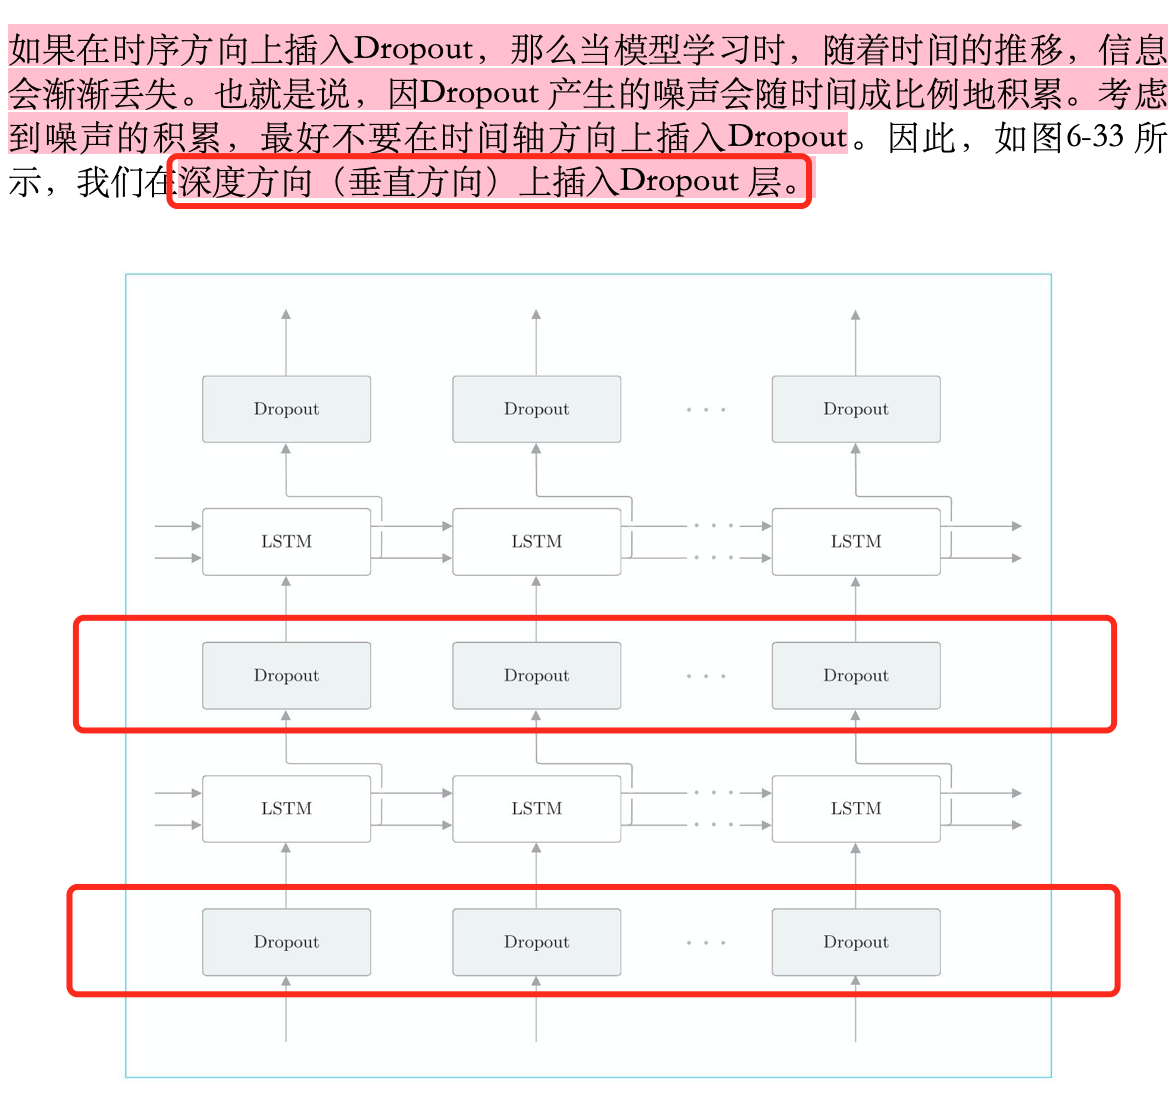 如果在时序方向上插入Dropout，那么当模型学习时，随着时间的推移，信息
会渐渐丢失。也就是说，因Dropout 产生的噪声会随时间成比例地积累。考虑
到噪声的积累，最好不要在时间轴方向上插入Dropout。因此，如图6-33 所
示，我们在深度方向（垂直方向）上插入Dropout 层。
Dropout Dropout · · · Dropout
LSTM LSTM · · · · · · LSTM
Dropout Dropout · · · Dropout
LSTM LSTM · · · · · · LSTM
Dropout Dropout · · · Dropout